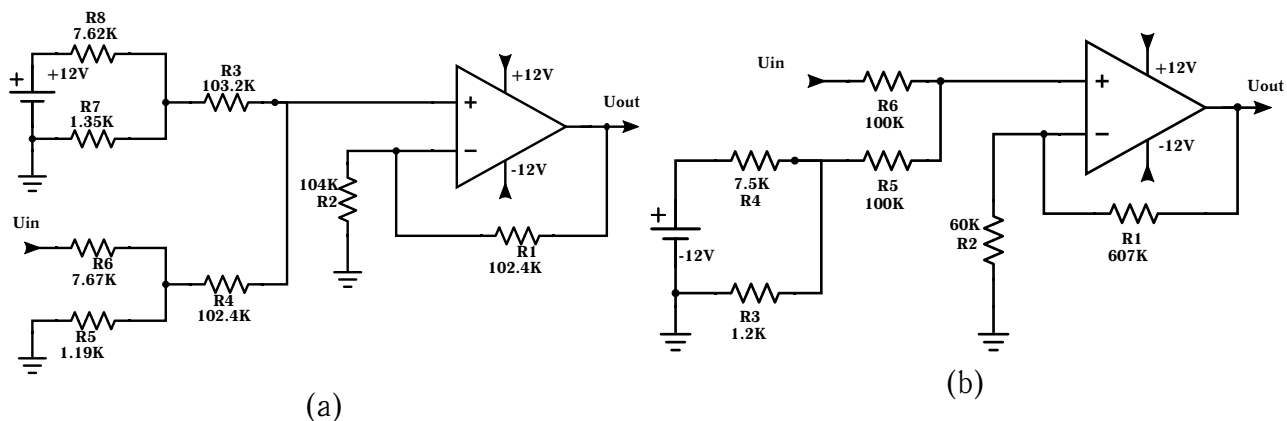 R8
7.62K
+
+12V
R7
1.35K
R3
103.2K
+12V
+
−
-12V
Uout
104K
R2
R1
102.4K
Uin
R6
7.67K
R4
102.4K
R5
1.19K
(a)
Uin
R6
100K
+12V
+
−
-12V
Uout
7.5K
R4
R5
100K
+
-12V
R3
1.2K
60K
R2
R1
607K
(b)